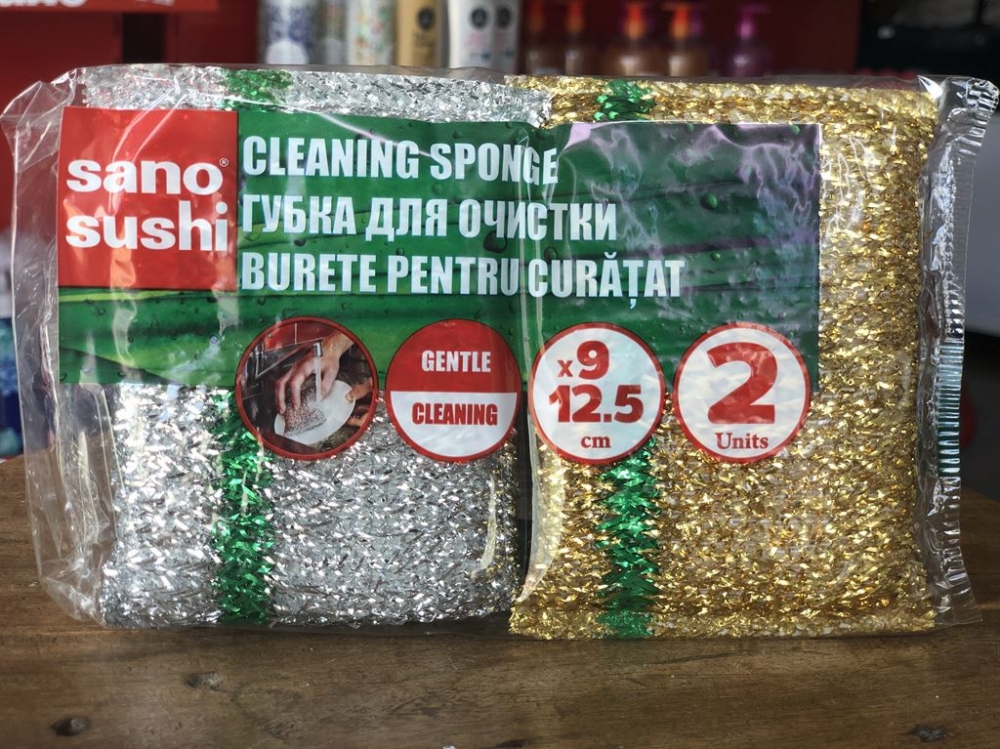 sano®
sushi
CLEANING SPONGE
ГУБКА ДЛЯ ОЧИСТКИ
BURETE PENTRU CURĂȚAT
GENTLE
CLEANING
x9
12.5
cm
2
Units